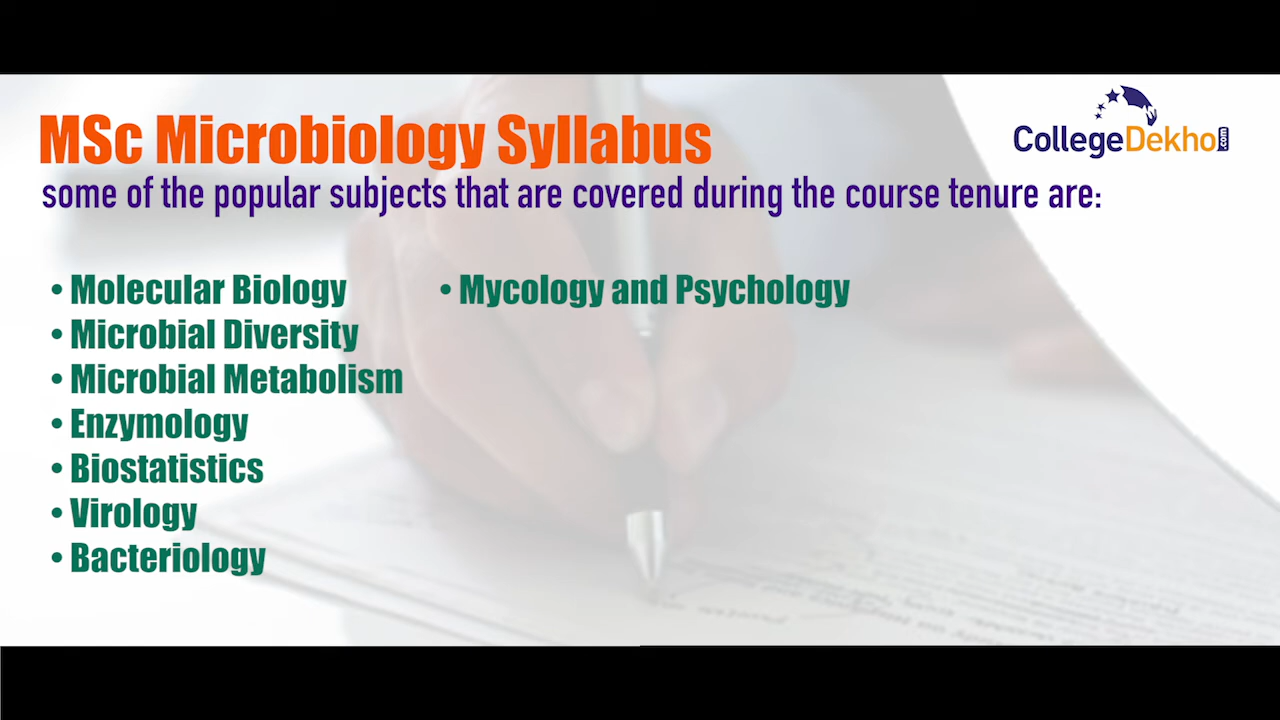 MSc Microbiology Syllabus
CollegeDekho.com
some of the popular subjects that are covered during the course tenure are:
• Molecular Biology
• Microbial Diversity
• Microbial Metabolism
• Enzymology
• Biostatistics
• Virology
• Bacteriology
• Mycology and Psychology